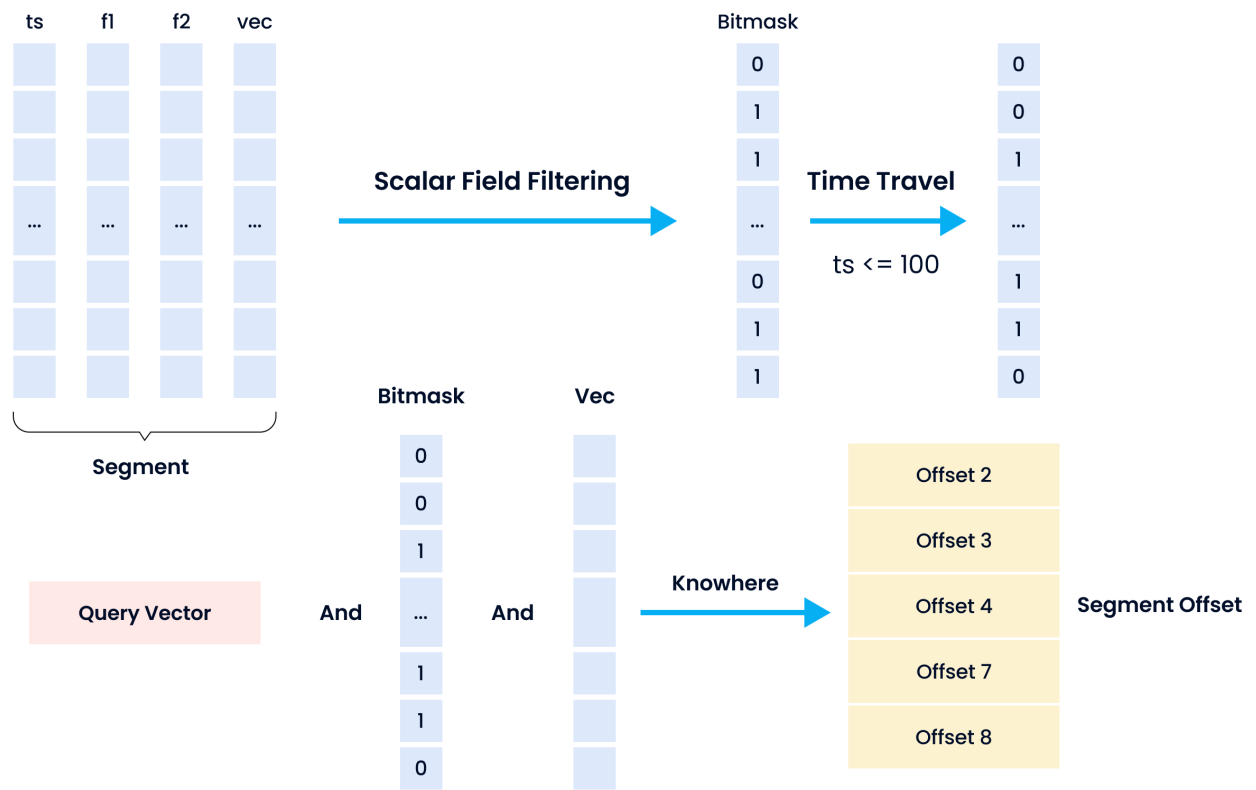 ts f1 f2 vec
... ... ... ...
Segment
Scalar Field Filtering
Bitmask
0
1
1
...
0
1
1
Time Travel
ts <= 100
0
0
1
...
1
1
0
Query Vector
And
Bitmask
0
0
1
...
1
1
0
And
Vec
Knowhere
Offset 2
Offset 3
Offset 4
Offset 7
Offset 8
Segment Offset